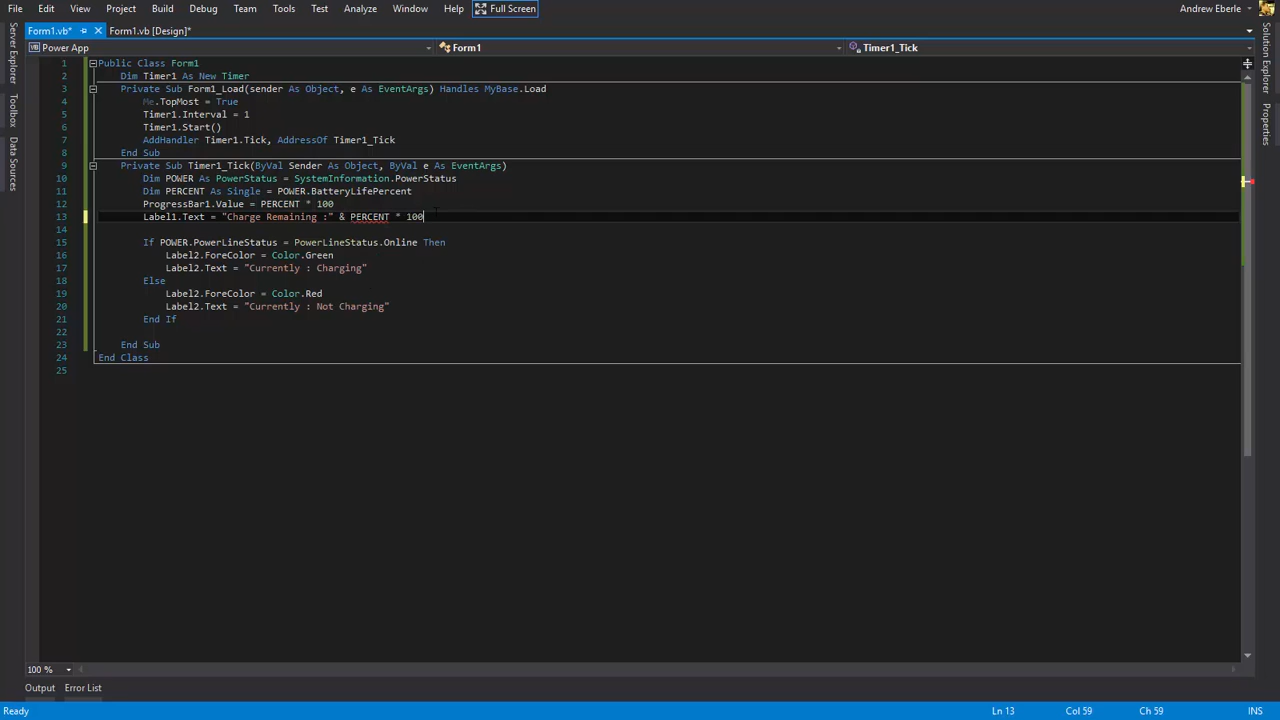 File Edit View Project Build Debug Team Tools Test Analyze Window Help Full Screen Andrew Eberle
Form1.vb* Form1.vb [Design]*
VB Power App Form1 Timer1_Tick
Server Explorer
Toolbox
Data Sources
Solution Explorer
Properties
1 Public Class Form1
2 Dim Timer1 As New Timer
3 Private Sub Form1_Load(sender As Object, e As EventArgs) Handles MyBase.Load
4 Me.TopMost = True
5 Timer1.Interval = 1
6 Timer1.Start()
7 AddHandler Timer1.Tick, AddressOf Timer1_Tick
8 End Sub
9 Private Sub Timer1_Tick(ByVal Sender As Object, ByVal e As EventArgs)
10 Dim POWER As PowerStatus = SystemInformation.PowerStatus
11 Dim PERCENT As Single = POWER.BatteryLifePercent
12 ProgressBar1.Value = PERCENT * 100
13 Label1.Text = "Charge Remaining :" & PERCENT * 100
14
15 If POWER.PowerLineStatus = PowerLineStatus.Online Then
16 Label2.ForeColor = Color.Green
17 Label2.Text = "Currently : Charging"
18 Else
19 Label2.ForeColor = Color.Red
20 Label2.Text = "Currently : Not Charging"
21 End If
22
23 End Sub
24 End Class
25
100 %
Output Error List
Ready Ln 13 Col 59 Ch 59 INS